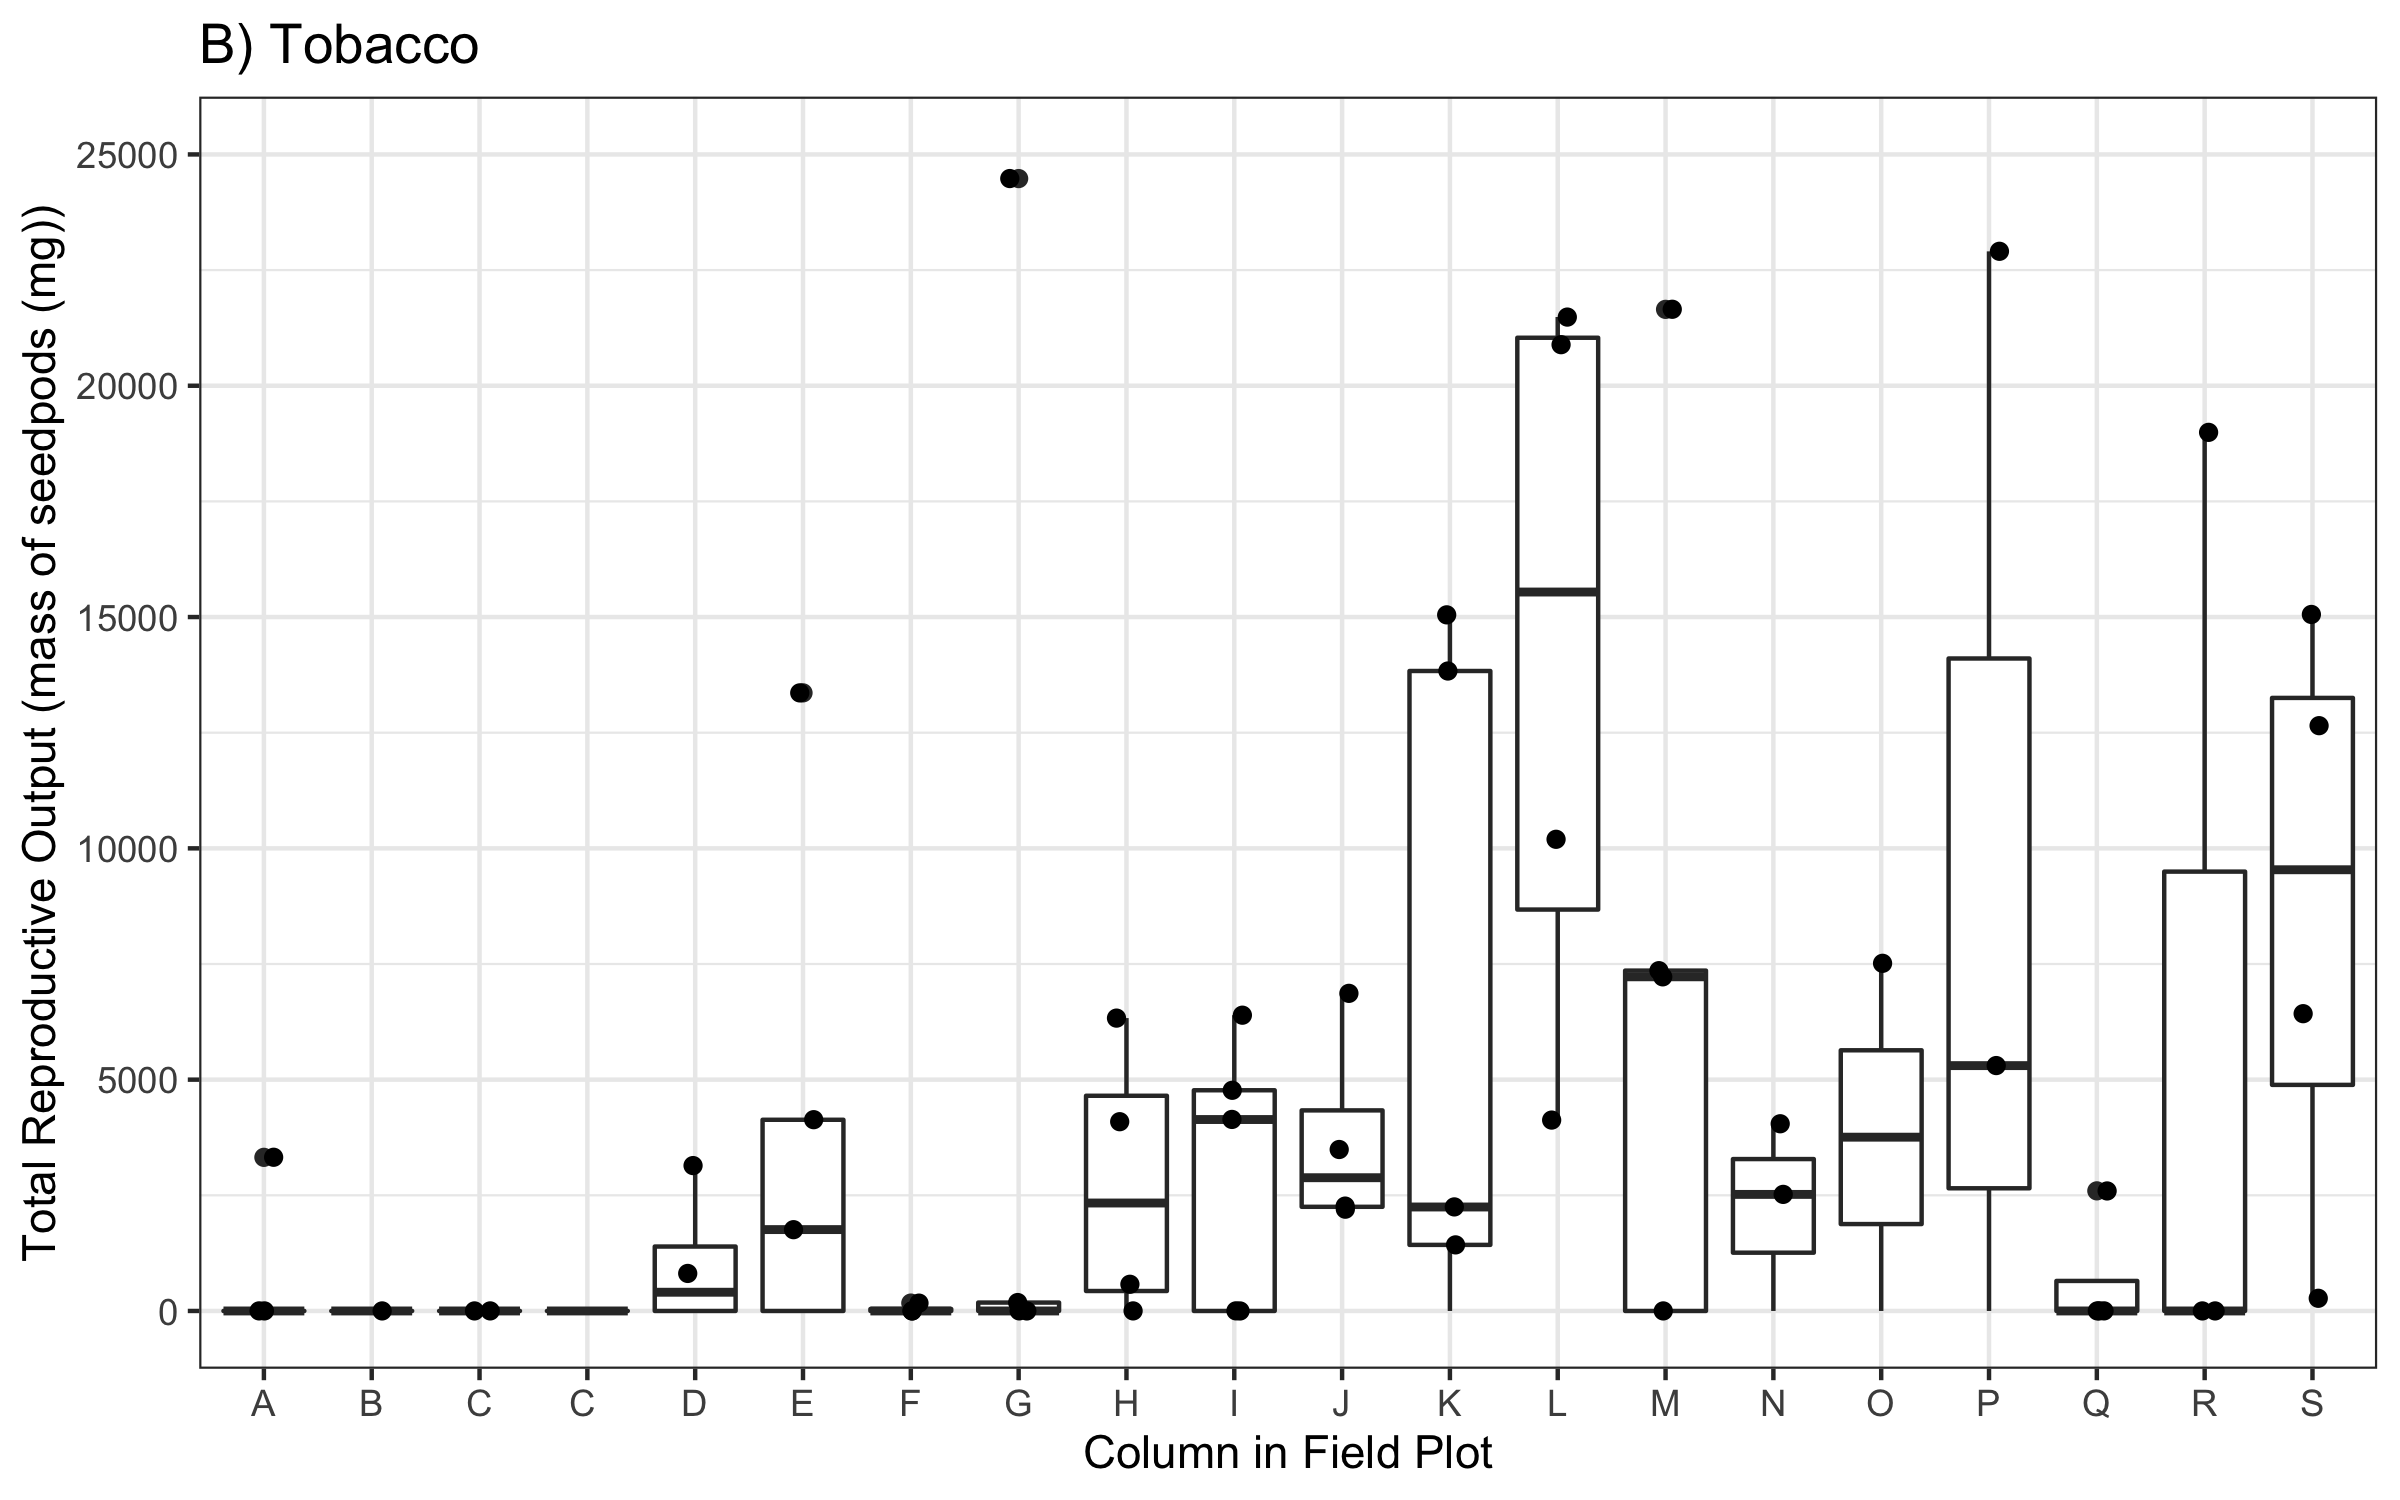 B) Tobacco
Total Reproductive Output (mass of seedpods (mg))
25000
20000
15000
10000
5000
0
A B C C D E F G H I J K L M N O P Q R S
Column in Field Plot